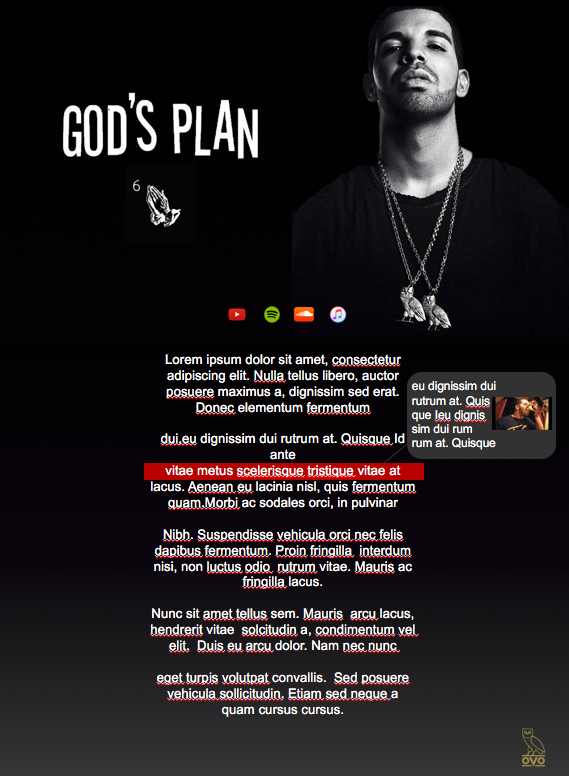 GOD'S PLAN
6
Lorem ipsum dolor sit amet, consectetur
adipiscing elit. Nulla tellus libero, auctor
posuere maximus a, dignissim sed erat.
Donec elementum fermentum
dui,eu dignissim dui rutrum at. Quisque Id
ante
vitae metus scelerisque tristique vitae at
lacus. Aenean eu lacinia nisl, quis fermentum
quam.Morbi ac sodales orci, in pulvinar
eu dignissim dui
rutrum at. Quis
que Ieu dignis
sim dui rum
rum at. Quisque
Nibh. Suspendisse vehicula orci nec felis
dapibus fermentum. Proin fringilla interdum
nisi, non luctus odio rutrum vitae. Mauris ac
fringilla lacus.
Nunc sit amet tellus sem. Mauris arcu lacus,
hendrerit vitae solcitudin a, condimentum vel
elit. Duis eu arcu dolor. Nam nec nunc
eget turpis volutpat convallis. Sed posuere
vehicula sollicitudin. Etiam sed neque a
quam cursus cursus.
OVO